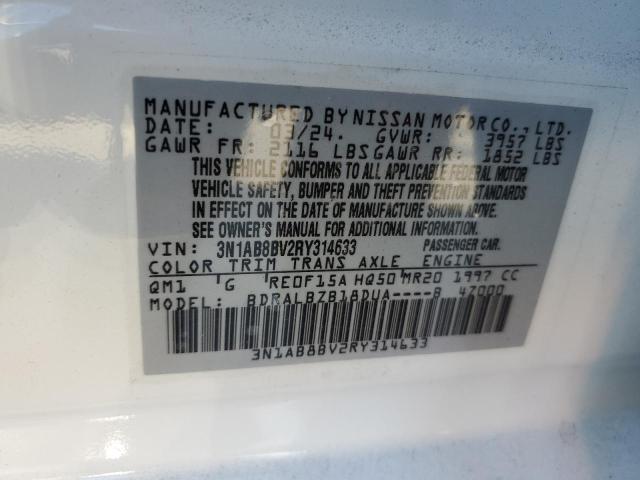 MANUFACTURED BY NISSAN MOTOR CO., LTD.
DATE: 03/24. GVWR: 3957 LBS
GAWR FR: 2116 LBS GAWR RR: 1852 LBS
THIS VEHICLE CONFORMS TO ALL APPLICABLE FEDERAL MOTOR
VEHICLE SAFETY, BUMPER AND THEFT PREVENTION STANDARDS
IN EFFECT ON THE DATE OF MANUFACTURE SHOWN ABOVE.
SEE OWNER'S MANUAL FOR ADDITIONAL INFORMATION.
VIN: 3N1AB8BV2RY314633 PASSENGER CAR.
COLOR TRIM TRANS AXLE ENGINE
QM1 G RE0F15A HQ50 MR20 1997 CC
MODEL: BDRALBZB18DUA----B 47000
3N1AB8BV2RY314633